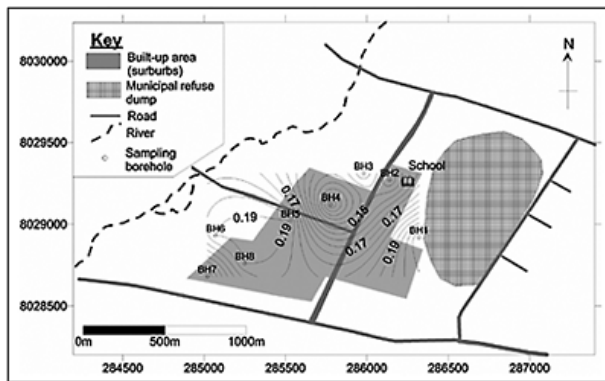 Key
Built-up area
(surburbs)
Municipal refuse
dump
Road
River
Sampling
borehole
N
8030000
8029500
8029000
8028500
BH3
BH2
School
BH4
0.17
BH5
0.16
0.17
0.19
BH6
0.19
0.17
0.19
BH1
BH8
BH7
0m
500m
1000m
284500
285000
285500
286000
286500
287000